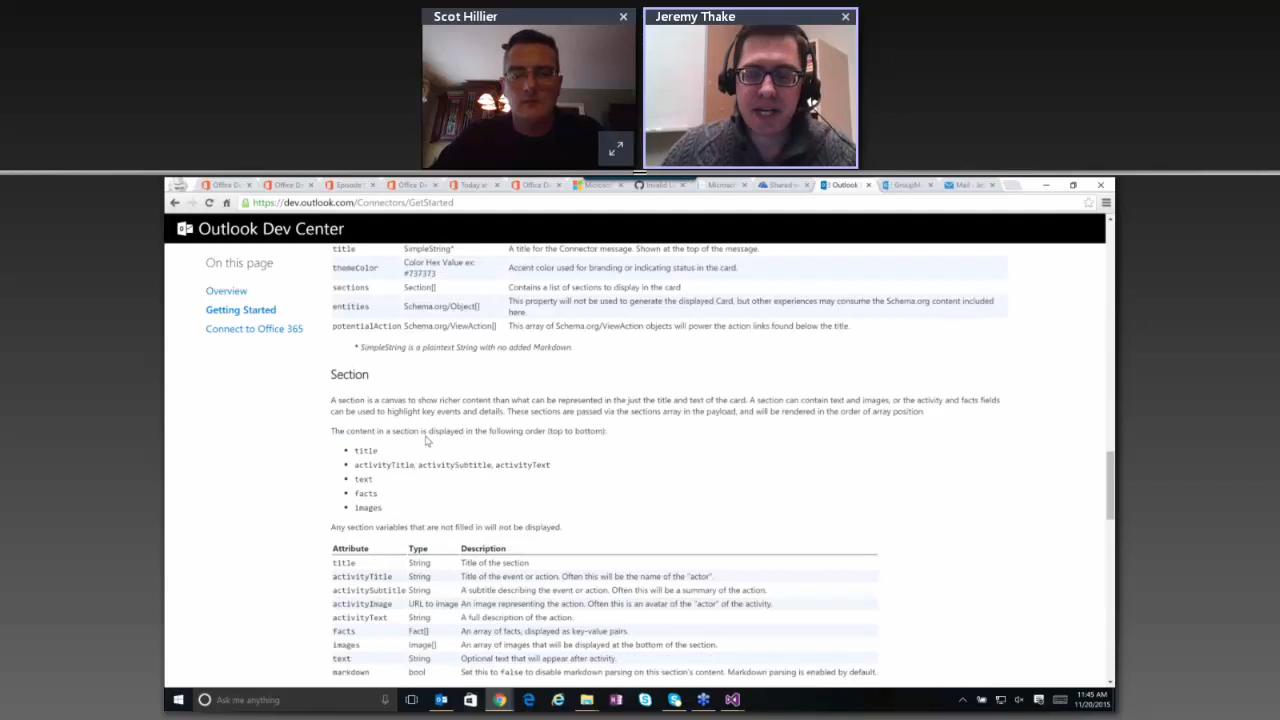 Scot Hillier
Jeremy Thake
Office D
Office De
Episode
Office D
Today a
Office D
Microso
Invalid L
Microsof
Shared
Outlook
GroupM
Mail - Je
https://dev.outlook.com/Connectors/GetStarted
Outlook Dev Center
On this page
Overview
Getting Started
Connect to Office 365
title SimpleString* A title for the Connector message. Shown at the top of the message.
themeColor Color Hex Value ex: #737373 Accent color used for branding or indicating status in the card.
sections Section[] Contains a list of sections to display in the card
entities Schema.org/Object[] This property will not be used to generate the displayed Card, but other experiences may consume the Schema.org content included
here.
potentialAction Schema.org/ViewAction[] This array of Schema.org/ViewAction objects will power the action links found below the title.
* SimpleString is a plaintext String with no added Markdown.
Section
A section is a canvas to show richer content than what can be represented in the just the title and text of the card. A section can contain text and images, or the activity and facts fields
can be used to highlight key events and details. These sections are passed via the sections array in the payload, and will be rendered in the order of array position.
The content in a section is displayed in the following order (top to bottom):
• title
• activityTitle, activitySubtitle, activityText
• text
• facts
• images
Any section variables that are not filled in will not be displayed.
Attribute Type Description
title String Title of the section
activityTitle String Title of the event or action. Often this will be the name of the "actor".
activitySubtitle String A subtitle describing the event or action. Often this will be a summary of the action.
activityImage URL to image An image representing the action. Often this is an avatar of the "actor" of the activity.
activityText String A full description of the action.
facts Fact[] An array of facts, displayed as key-value pairs.
images Image[] An array of images that will be displayed at the bottom of the section.
text String Optional text that will appear after activity.
markdown bool Set this to false to disable markdown parsing on this section's content. Markdown parsing is enabled by default.
Ask me anything
11:45 AM
11/20/2015